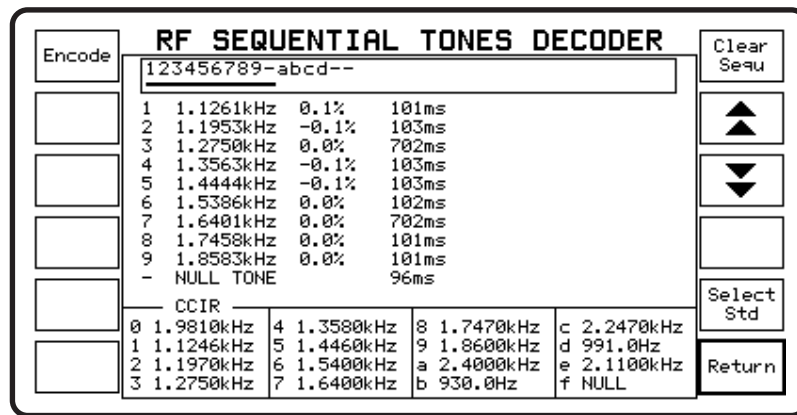 RF SEQUENTIAL TONES DECODER
Encode
Clear
Sequ
123456789-abcd--
1 1.1261kHz 0.1% 101ms
2 1.1953kHz -0.1% 103ms
3 1.2750kHz 0.0% 702ms
4 1.3563kHz -0.1% 103ms
5 1.4444kHz -0.1% 103ms
6 1.5386kHz 0.0% 102ms
7 1.6401kHz 0.0% 702ms
8 1.7458kHz 0.0% 101ms
9 1.8583kHz 0.0% 101ms
- NULL TONE 96ms
Select
Std
CCIR
0 1.9810kHz 4 1.3580kHz 8 1.7470kHz c 2.2470kHz
1 1.1246kHz 5 1.4460kHz 9 1.8600kHz d 991.0Hz
2 1.1970kHz 6 1.5400kHz a 2.4000kHz e 2.1100kHz
3 1.2750kHz 7 1.6400kHz b 930.0Hz f NULL
Return